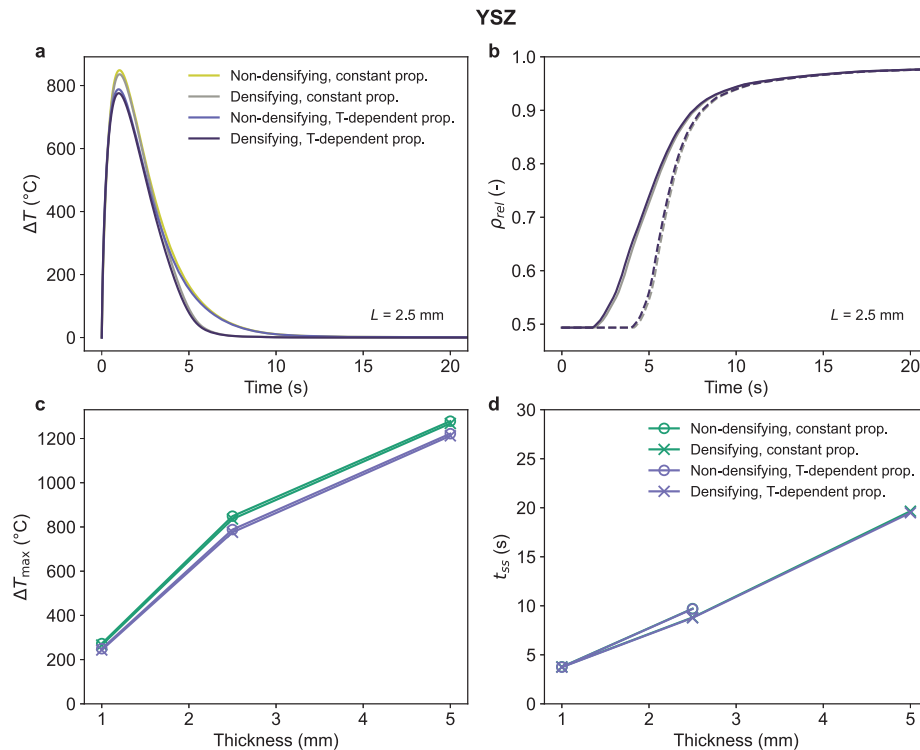 YSZ
a
800
600
400
200
0
ΔT (°C)
Non-densifying, constant prop.
Densifying, constant prop.
Non-densifying, T-dependent prop.
Densifying, T-dependent prop.
L = 2.5 mm
0 5 10 15 20
Time (s)
b
1.0
0.9
0.8
0.7
0.6
0.5
ρrel (-)
L = 2.5 mm
0 5 10 15 20
Time (s)
c
1200
1000
800
600
400
200
0
ΔTmax (°C)
1 2 3 4 5
Thickness (mm)
d
30
25
20
15
10
5
0
tss (s)
Non-densifying, constant prop.
Densifying, constant prop.
Non-densifying, T-dependent prop.
Densifying, T-dependent prop.
1 2 3 4 5
Thickness (mm)